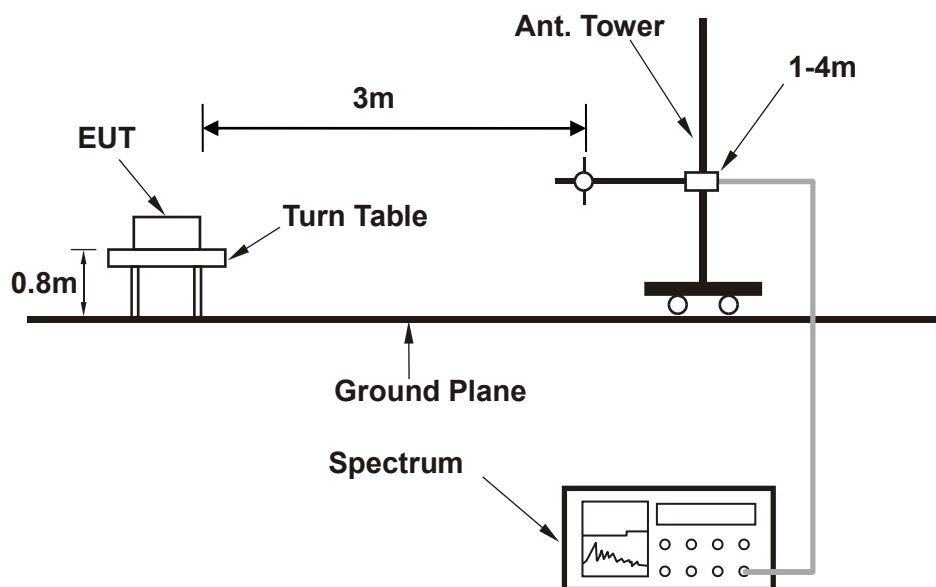 Ant. Tower
1-4m
3m
EUT
Turn Table
0.8m
Ground Plane
Spectrum